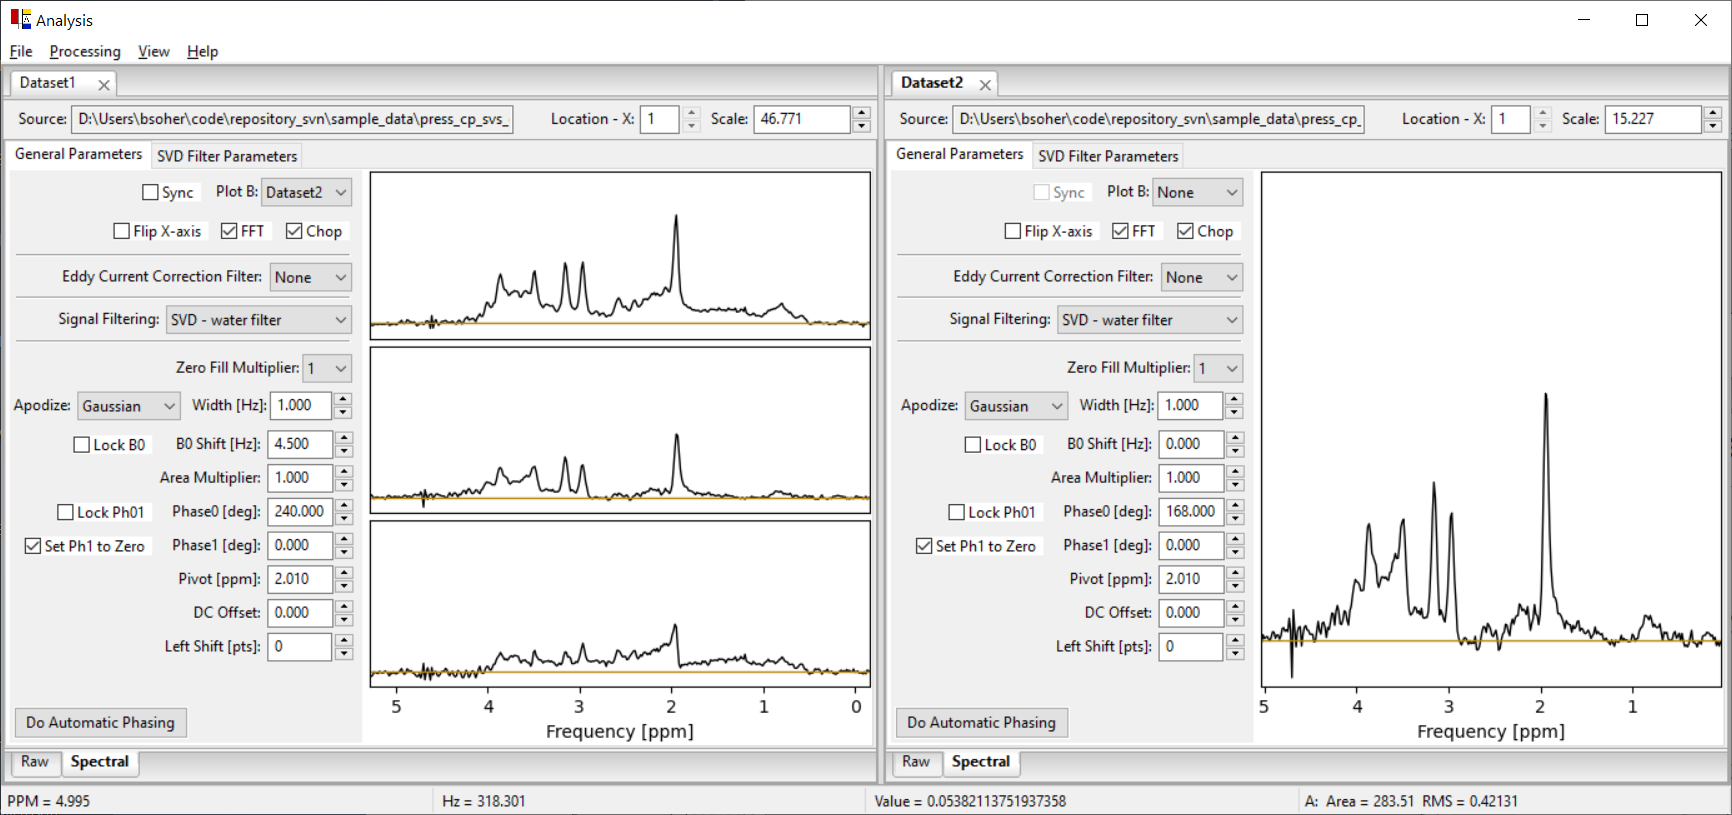 Analysis
File Processing View Help
Dataset1
Source: D:\Users\bsoher\code\repository_svn\sample_data\press_cp_svs_ Location - X: 1 Scale: 46.771
General Parameters SVD Filter Parameters
Sync Plot B: Dataset2
Flip X-axis FFT Chop
Eddy Current Correction Filter: None
Signal Filtering: SVD - water filter
Zero Fill Multiplier: 1
Apodize: Gaussian Width [Hz]: 1.000
Lock B0 B0 Shift [Hz]: 4.500
Area Multiplier: 1.000
Lock Ph01 Phase0 [deg]: 240.000
Set Ph1 to Zero Phase1 [deg]: 0.000
Pivot [ppm]: 2.010
DC Offset: 0.000
Left Shift [pts]: 0
Do Automatic Phasing
5 4 3 2 1 0
Frequency [ppm]
Raw Spectral
Dataset2
Source: D:\Users\bsoher\code\repository_svn\sample_data\press_cp_ Location - X: 1 Scale: 15.227
General Parameters SVD Filter Parameters
Sync Plot B: None
Flip X-axis FFT Chop
Eddy Current Correction Filter: None
Signal Filtering: SVD - water filter
Zero Fill Multiplier: 1
Apodize: Gaussian Width [Hz]: 1.000
Lock B0 B0 Shift [Hz]: 0.000
Area Multiplier: 1.000
Lock Ph01 Phase0 [deg]: 168.000
Set Ph1 to Zero Phase1 [deg]: 0.000
Pivot [ppm]: 2.010
DC Offset: 0.000
Left Shift [pts]: 0
Do Automatic Phasing
5 4 3 2 1
Frequency [ppm]
Raw Spectral
PPM = 4.995 Hz = 318.301 Value = 0.05382113751937358 A: Area = 283.51 RMS = 0.42131